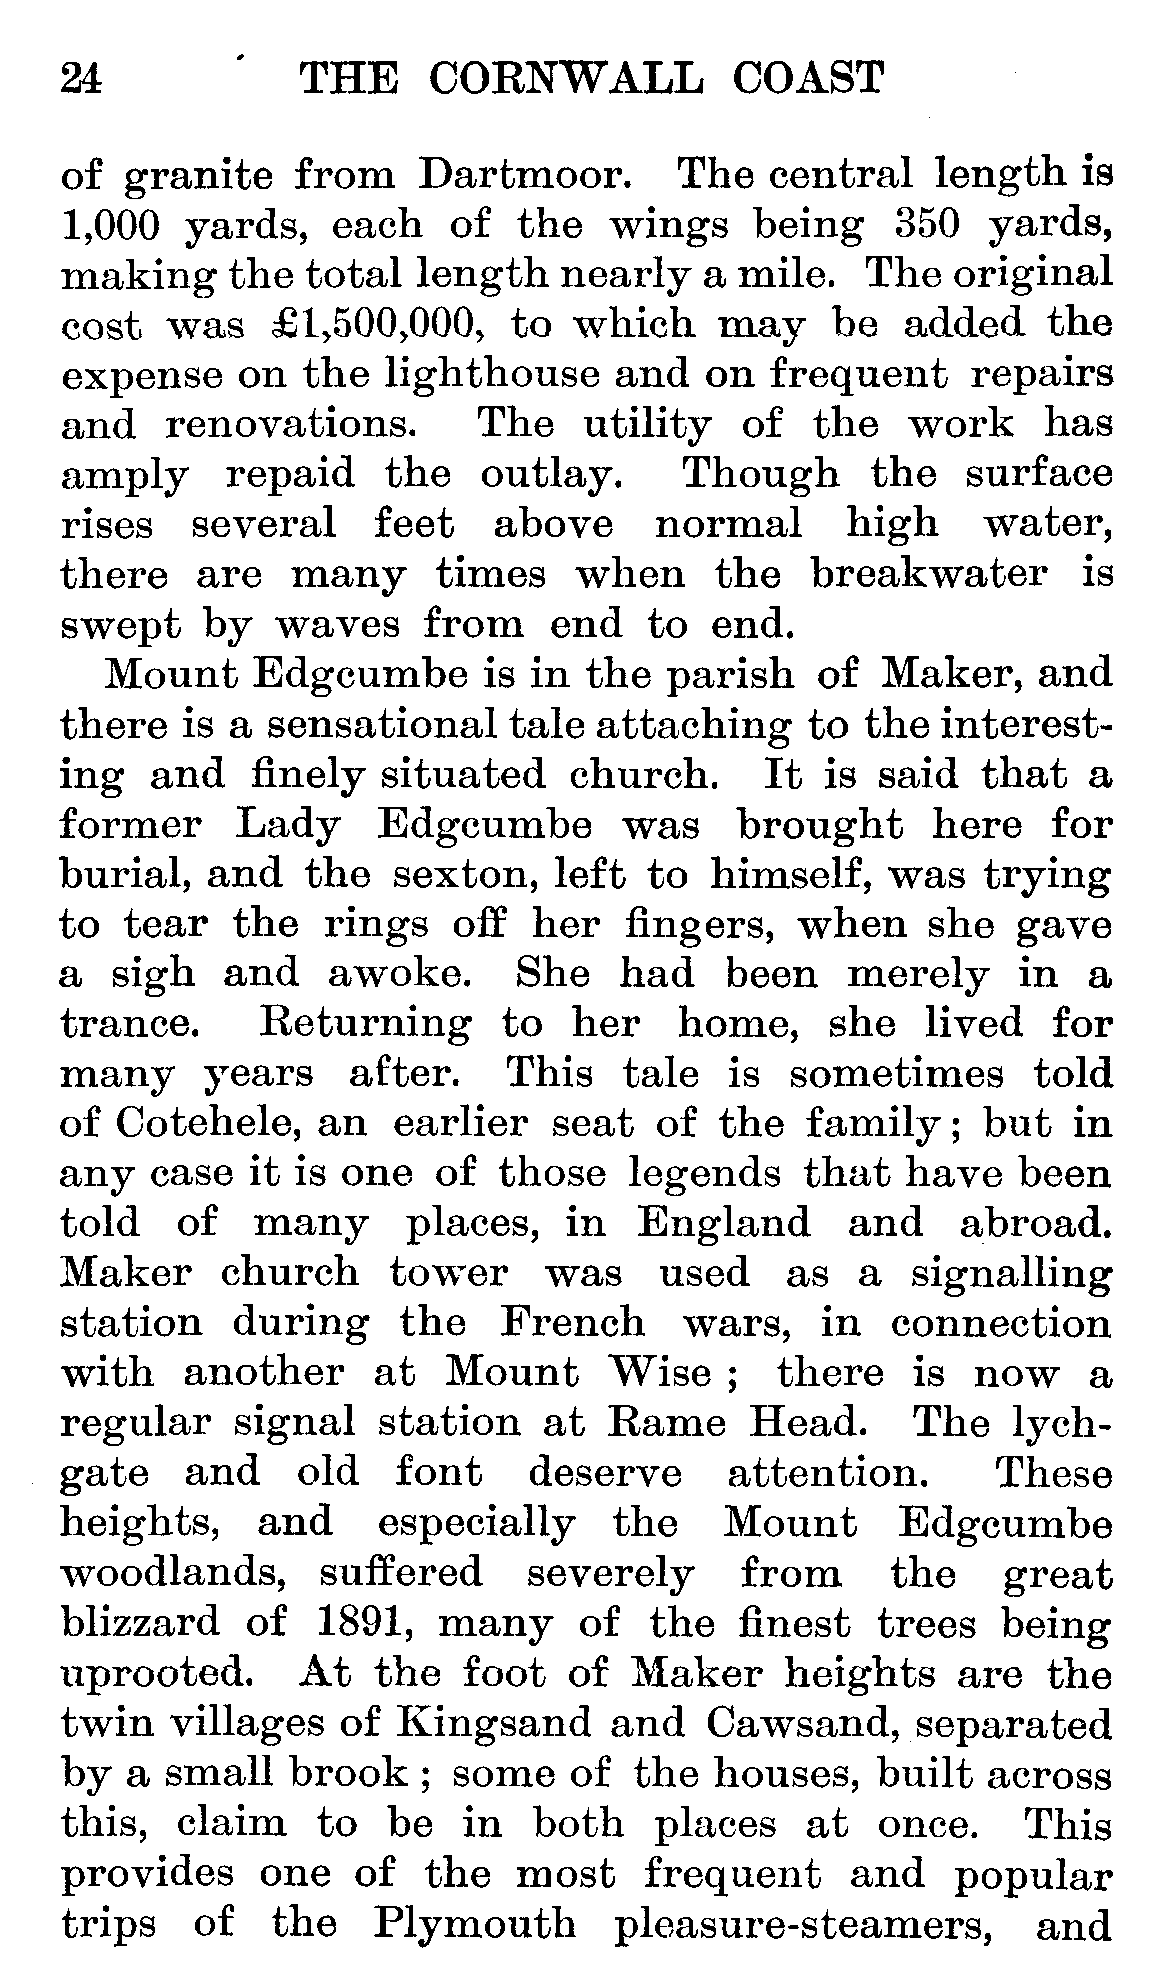 24 THE CORNWALL COAST
of granite from Dartmoor. The central length is
1,000 yards, each of the wings being 350 yards,
making the total length nearly a mile. The original
cost was £1,500,000, to which may be added the
expense on the lighthouse and on frequent repairs
and renovations. The utility of the work has
amply repaid the outlay. Though the surface
rises several feet above normal high water,
there are many times when the breakwater is
swept by waves from end to end.
Mount Edgcumbe is in the parish of Maker, and
there is a sensational tale attaching to the interest-
ing and finely situated church. It is said that a
former Lady Edgcumbe was brought here for
burial, and the sexton, left to himself, was trying
to tear the rings off her fingers, when she gave
a sigh and awoke. She had been merely in a
trance. Returning to her home, she lived for
many years after. This tale is sometimes told
of Cotehele, an earlier seat of the family; but in
any case it is one of those legends that have been
told of many places, in England and abroad.
Maker church tower was used as a signalling
station during the French wars, in connection
with another at Mount Wise; there is now a
regular signal station at Rame Head. The lych-
gate and old font deserve attention. These
heights, and especially the Mount Edgcumbe
woodlands, suffered severely from the great
blizzard of 1891, many of the finest trees being
uprooted. At the foot of Maker heights are the
twin villages of Kingsand and Cawsand, separated
by a small brook; some of the houses, built across
this, claim to be in both places at once. This
provides one of the most frequent and popular
trips of the Plymouth pleasure-steamers, and